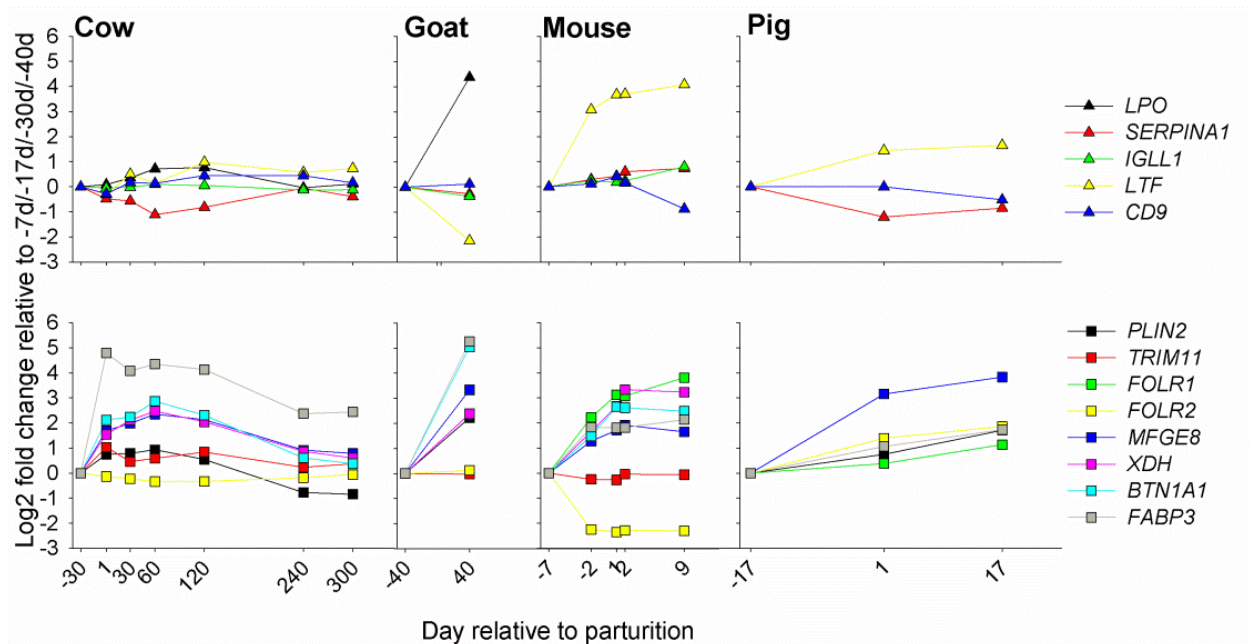 Cow Goat Mouse Pig
Log2 fold change relative to -7d/-17d/-30d/-40d
6
5
4
3
2
1
0
-1
-2
-3
LPO
SERPINA1
IGLL1
LTF
CD9
6
5
4
3
2
1
0
-1
-2
-3
PLIN2
TRIM11
FOLR1
FOLR2
MFGE8
XDH
BTN1A1
FABP3
-30 1 30 60 120 240 300 -40 40 -7 -2 1 2 9 -17 1 17
Day relative to parturition